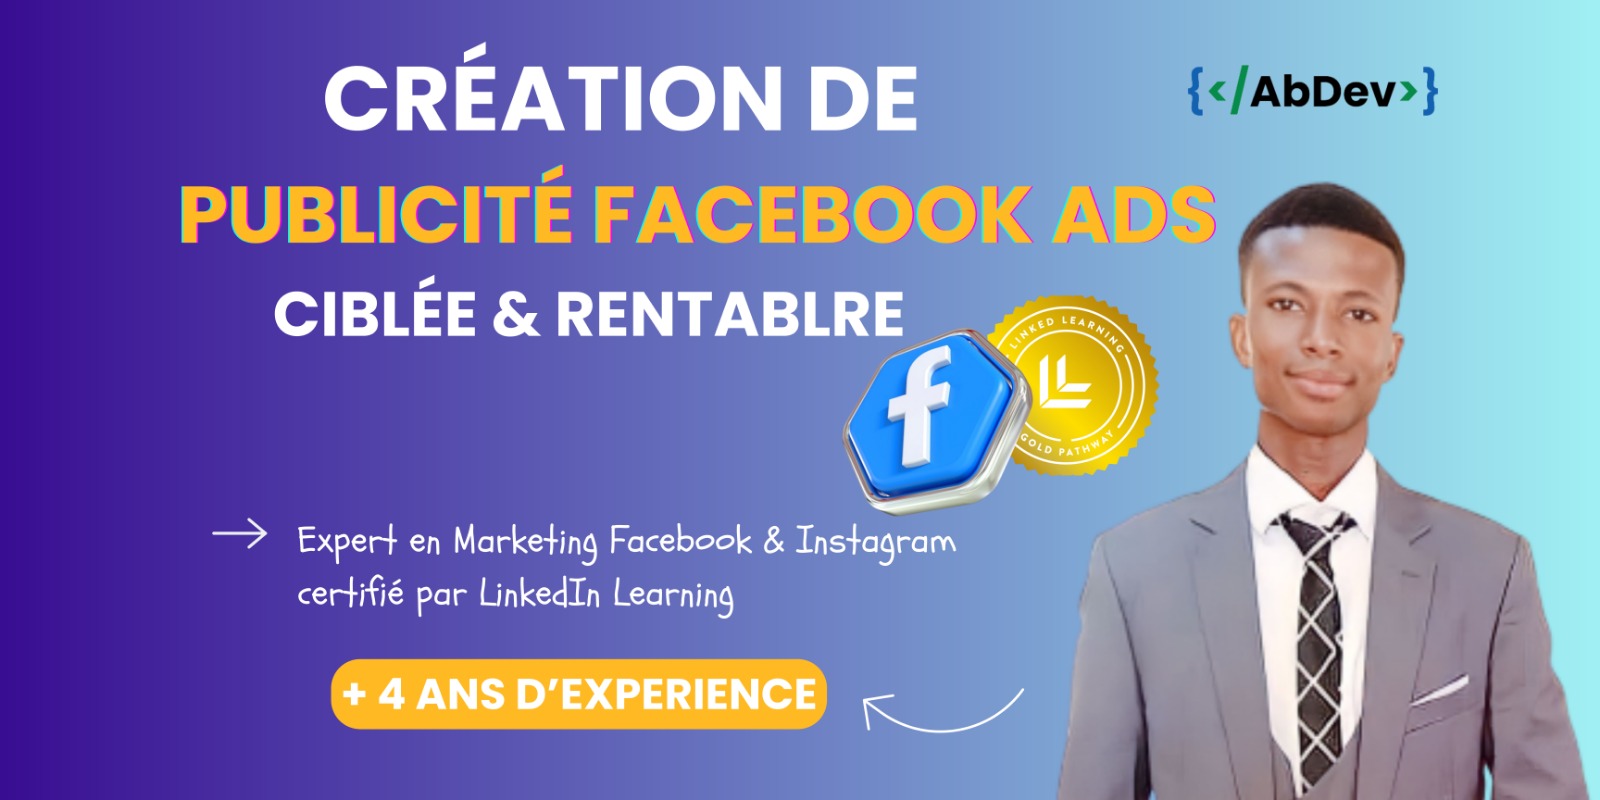 CRÉATION DE
{</AbDev>}
PUBLICITÉ FACEBOOK ADS
CIBLÉE & RENTABLRE
f
LINKED LEARNING
LL
GOLD PATHWAY
Expert en Marketing Facebook & Instagram
certifié par LinkedIn Learning
+ 4 ANS D’EXPERIENCE